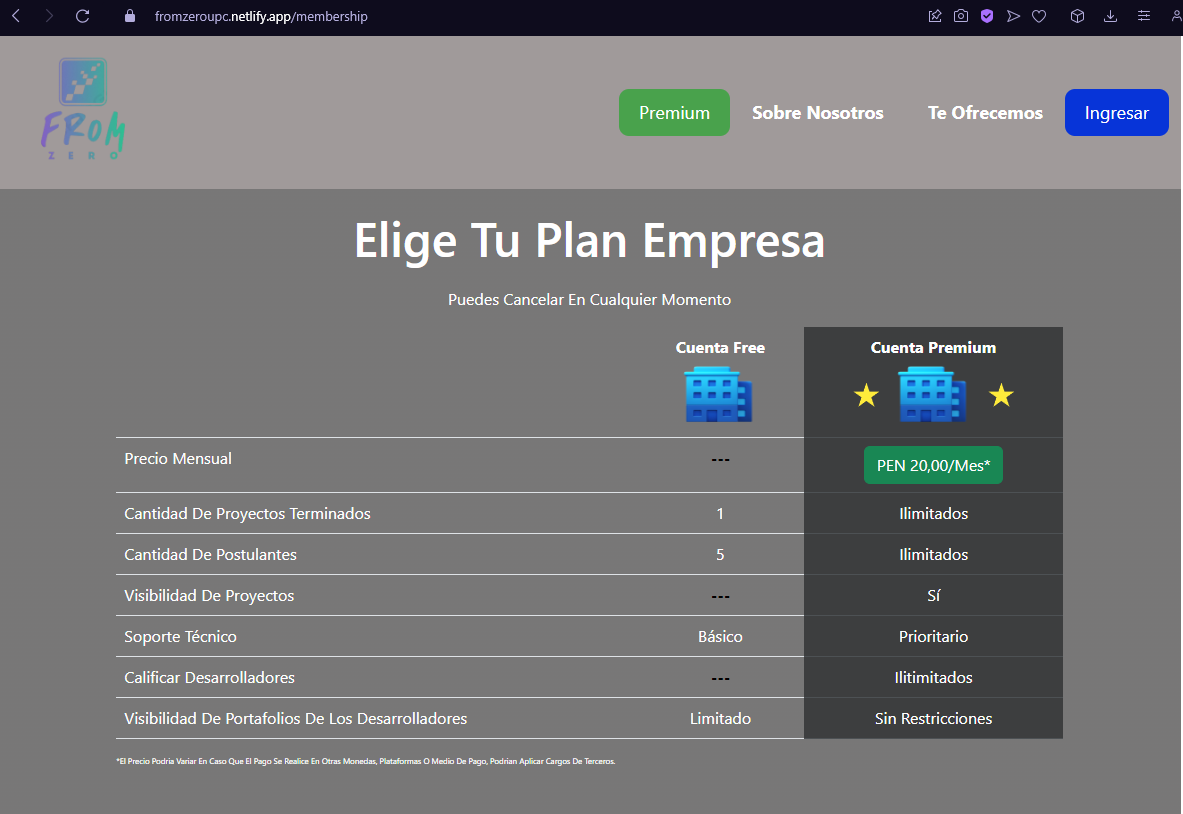 fromzeroupc.netlify.app/membership
FROM
ZERO
Premium
Sobre Nosotros
Te Ofrecemos
Ingresar
Elige Tu Plan Empresa
Puedes Cancelar En Cualquier Momento
Cuenta Free Cuenta Premium
Precio Mensual --- PEN 20,00/Mes*
Cantidad De Proyectos Terminados 1 Ilimitados
Cantidad De Postulantes 5 Ilimitados
Visibilidad De Proyectos --- Sí
Soporte Técnico Básico Prioritario
Calificar Desarrolladores --- Ilitimitados
Visibilidad De Portafolios De Los Desarrolladores Limitado Sin Restricciones
*El Precio Podria Variar En Caso Que El Pago Se Realice En Otras Monedas, Plataformas O Medio De Pago, Podrian Aplicar Cargos De Terceros.